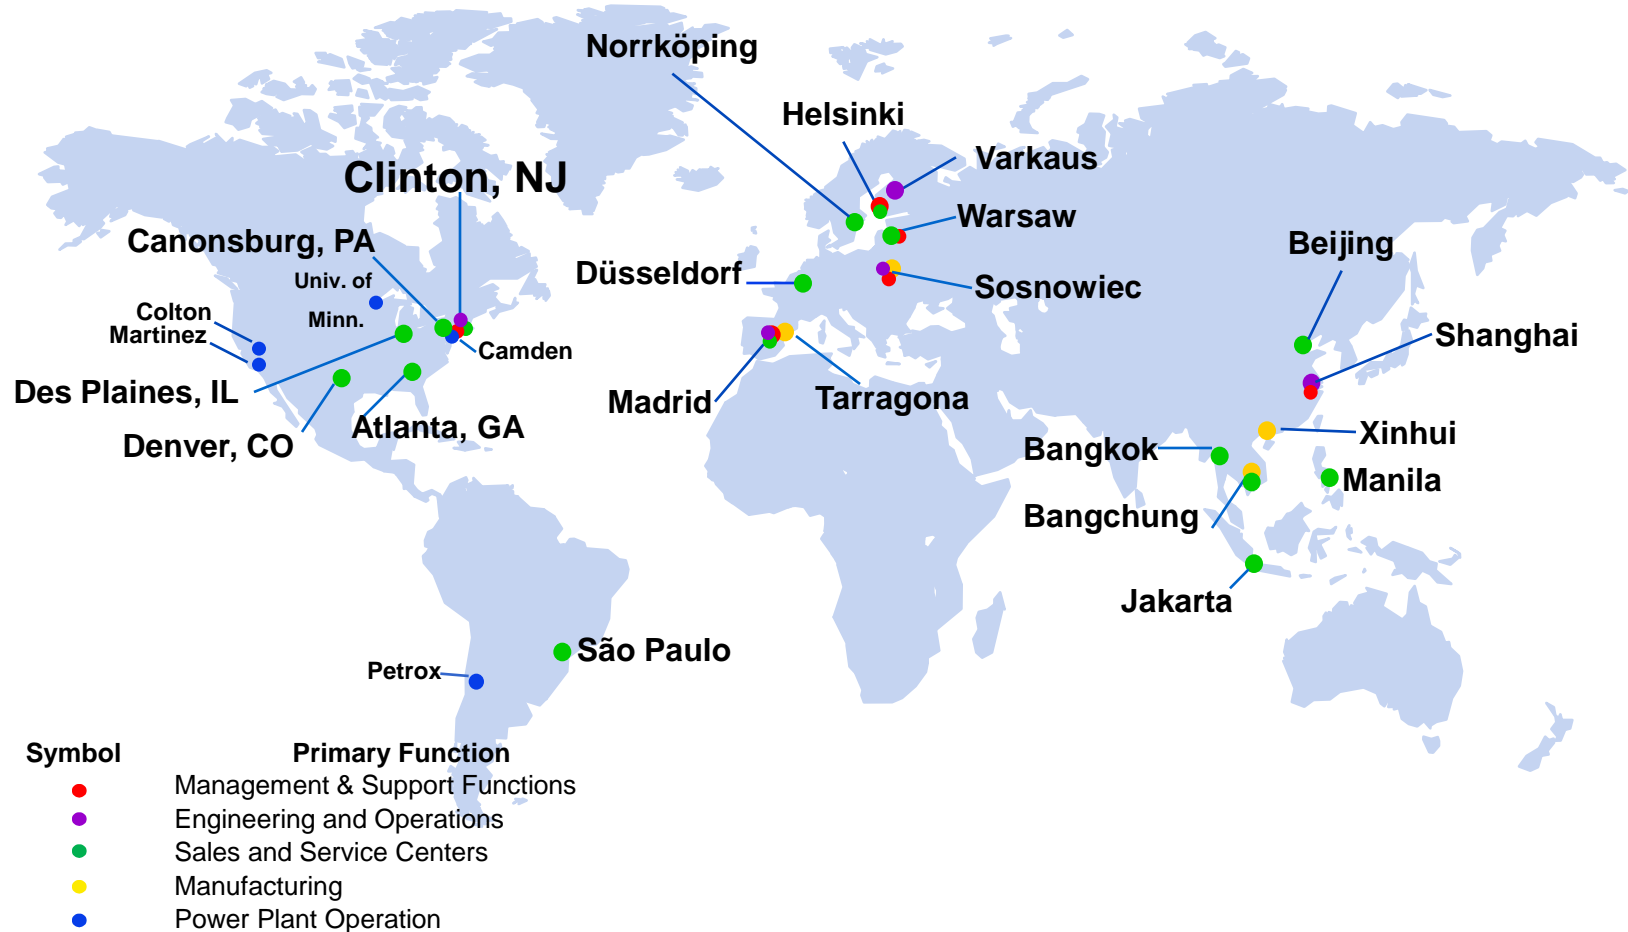 Norrköping
Helsinki
Varkaus
Clinton, NJ
Warsaw
Canonsburg, PA
Beijing
Univ. of
Minn.
Düsseldorf
Sosnowiec
Colton
Martinez
Shanghai
Camden
Des Plaines, IL
Madrid
Tarragona
Atlanta, GA
Denver, CO
Xinhui
Bangkok
Manila
Bangchung
Jakarta
São Paulo
Petrox
Symbol Primary Function
Management & Support Functions
Engineering and Operations
Sales and Service Centers
Manufacturing
Power Plant Operation